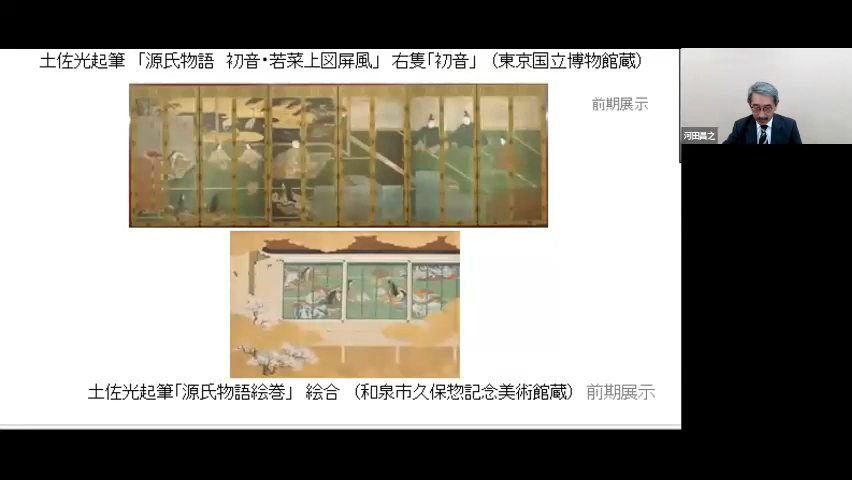 土佐光起筆 「源氏物語 初音・若菜上図屏風」 右隻「初音」 (東京国立博物館蔵)
前期展示
河田昌之
土佐光起筆「源氏物語絵巻」 絵合 (和泉市久保惣記念美術館蔵) 前期展示